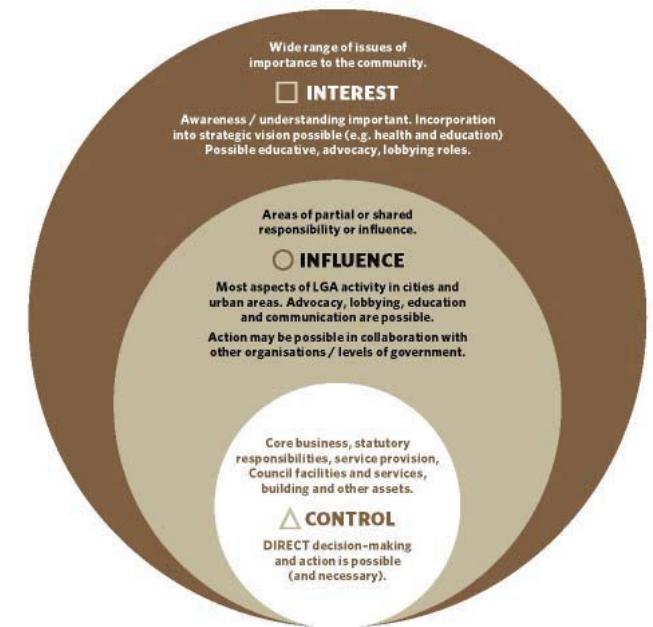 Wide range of issues of
importance to the community.
INTEREST
Awareness / understanding important. Incorporation
into strategic vision possible (e.g. health and education)
Possible educative, advocacy, lobbying roles.
Areas of partial or shared
responsibility or influence.
INFLUENCE
Most aspects of LGA activity in cities and
urban areas. Advocacy, lobbying, education
and communication are possible.
Action may be possible in collaboration with
other organisations / levels of government.
Core business, statutory
responsibilities, service provision,
Council facilities and services,
building and other assets.
CONTROL
DIRECT decision-making
and action is possible
(and necessary).